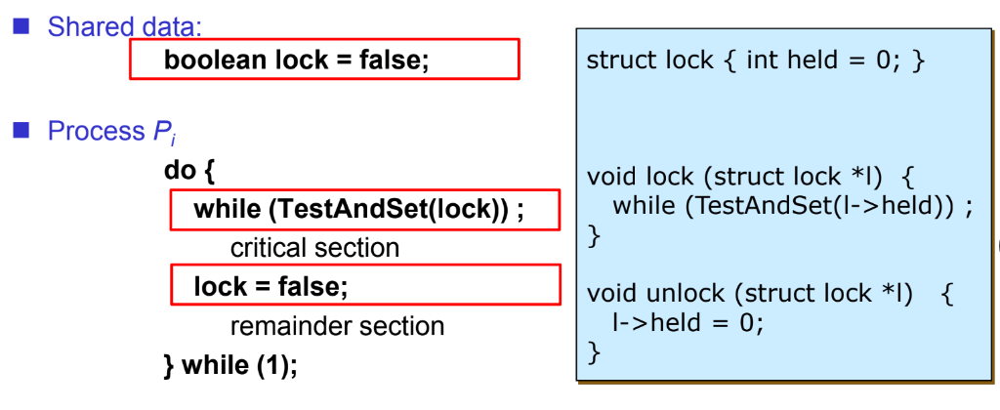 Shared data:
boolean lock = false;
Process Pi
do {
while (TestAndSet(lock)) ;
critical section
lock = false;
remainder section
} while (1);
struct lock { int held = 0; }
void lock (struct lock *l) {
while (TestAndSet(l->held)) ;
}
void unlock (struct lock *l) {
l->held = 0;
}